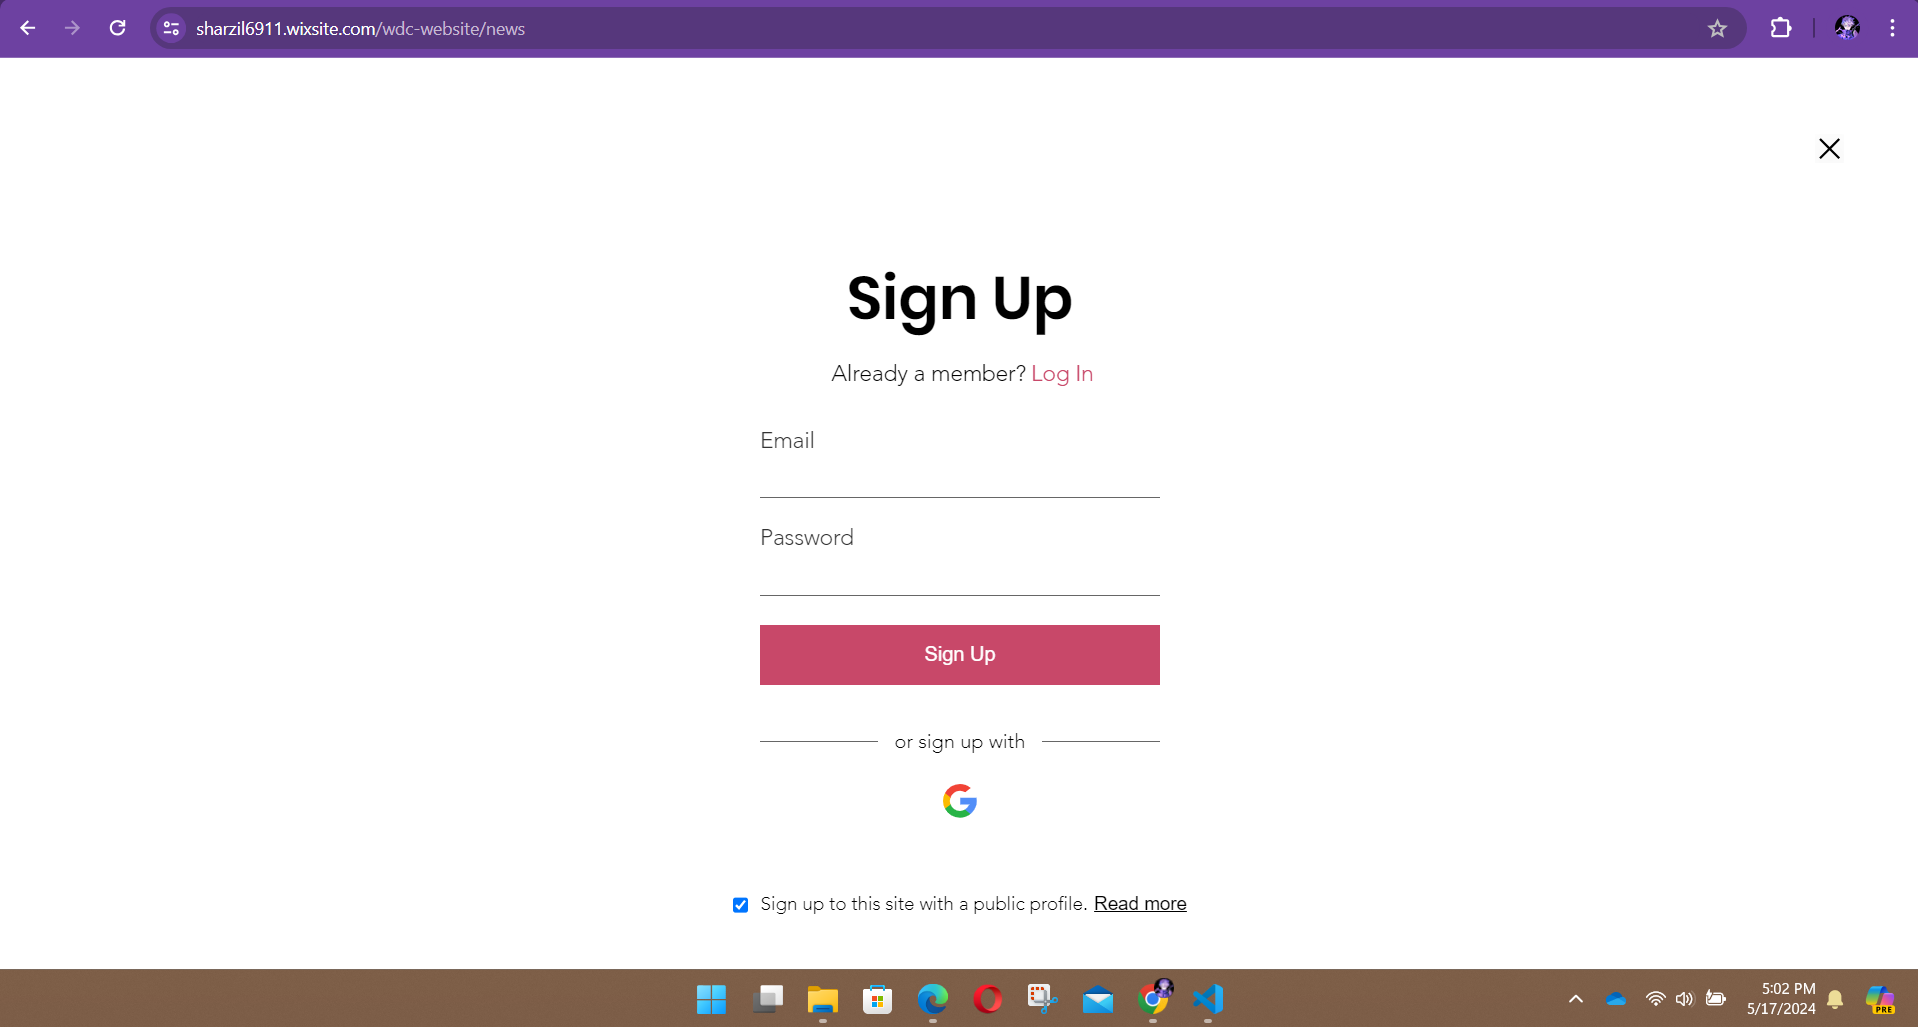 sharzil6911.wixsite.com/wdc-website/news
Sign Up
Already a member? Log In
Email
Password
Sign Up
or sign up with
Sign up to this site with a public profile. Read more
5:02 PM
5/17/2024
PRE